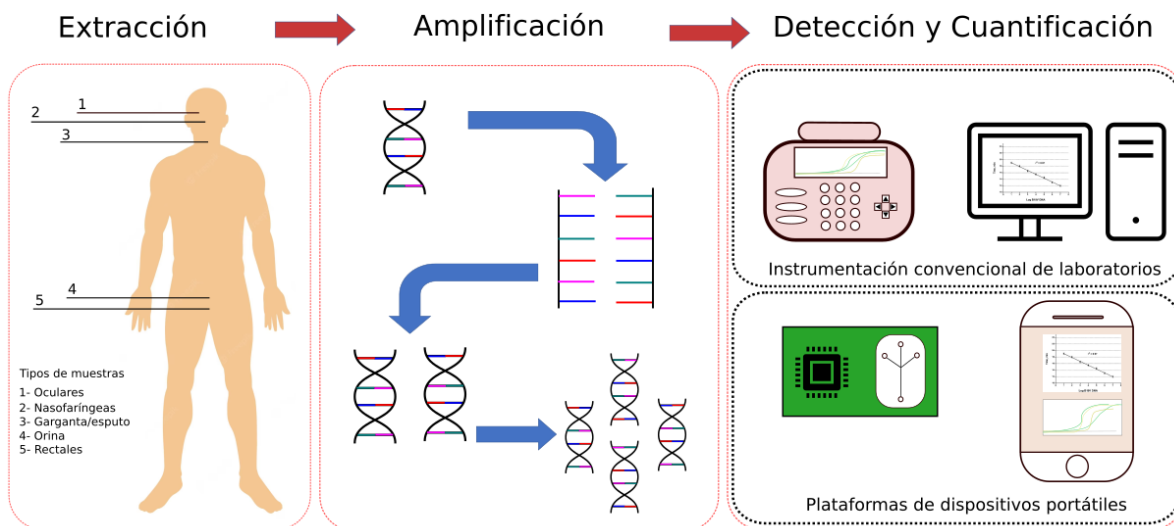 Extracción
Amplificación
Detección y Cuantificación
1
2
3
4
5
Tipos de muestras
1- Oculares
2- Nasofaríngeas
3- Garganta/esputo
4- Orina
5- Rectales
Instrumentación convencional de laboratorios
Plataformas de dispositivos portátiles